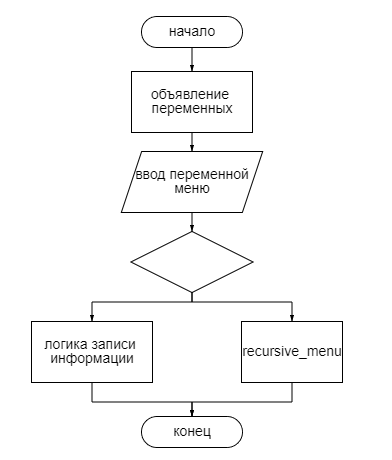 начало
объявление
переменных
ввод переменной
меню
логика записи
информации
recursive_menu
конец